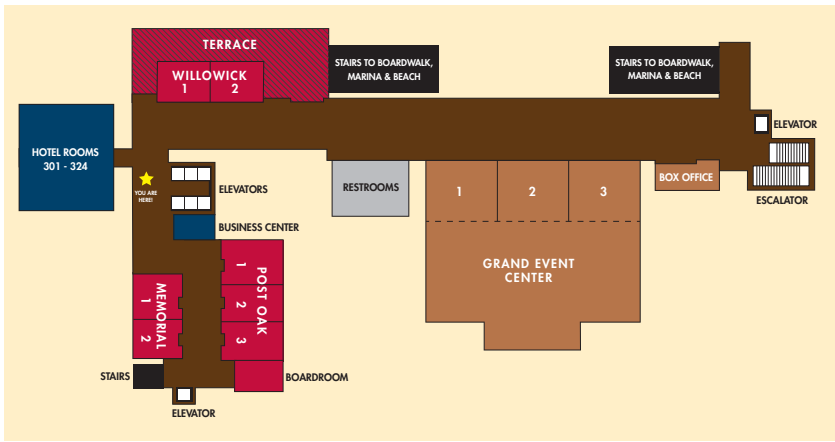 TERRACE
WILLOWICK
1
2
STAIRS TO BOARDWALK,
MARINA & BEACH
STAIRS TO BOARDWALK,
MARINA & BEACH
ELEVATOR
HOTEL ROOMS
301 - 324
YOU ARE
HERE!
ELEVATORS
RESTROOMS
1
2
3
BOX OFFICE
ESCALATOR
BUSINESS CENTER
GRAND EVENT
CENTER
1
2
3
POST OAK
1
2
MEMORIAL
STAIRS
BOARDROOM
ELEVATOR